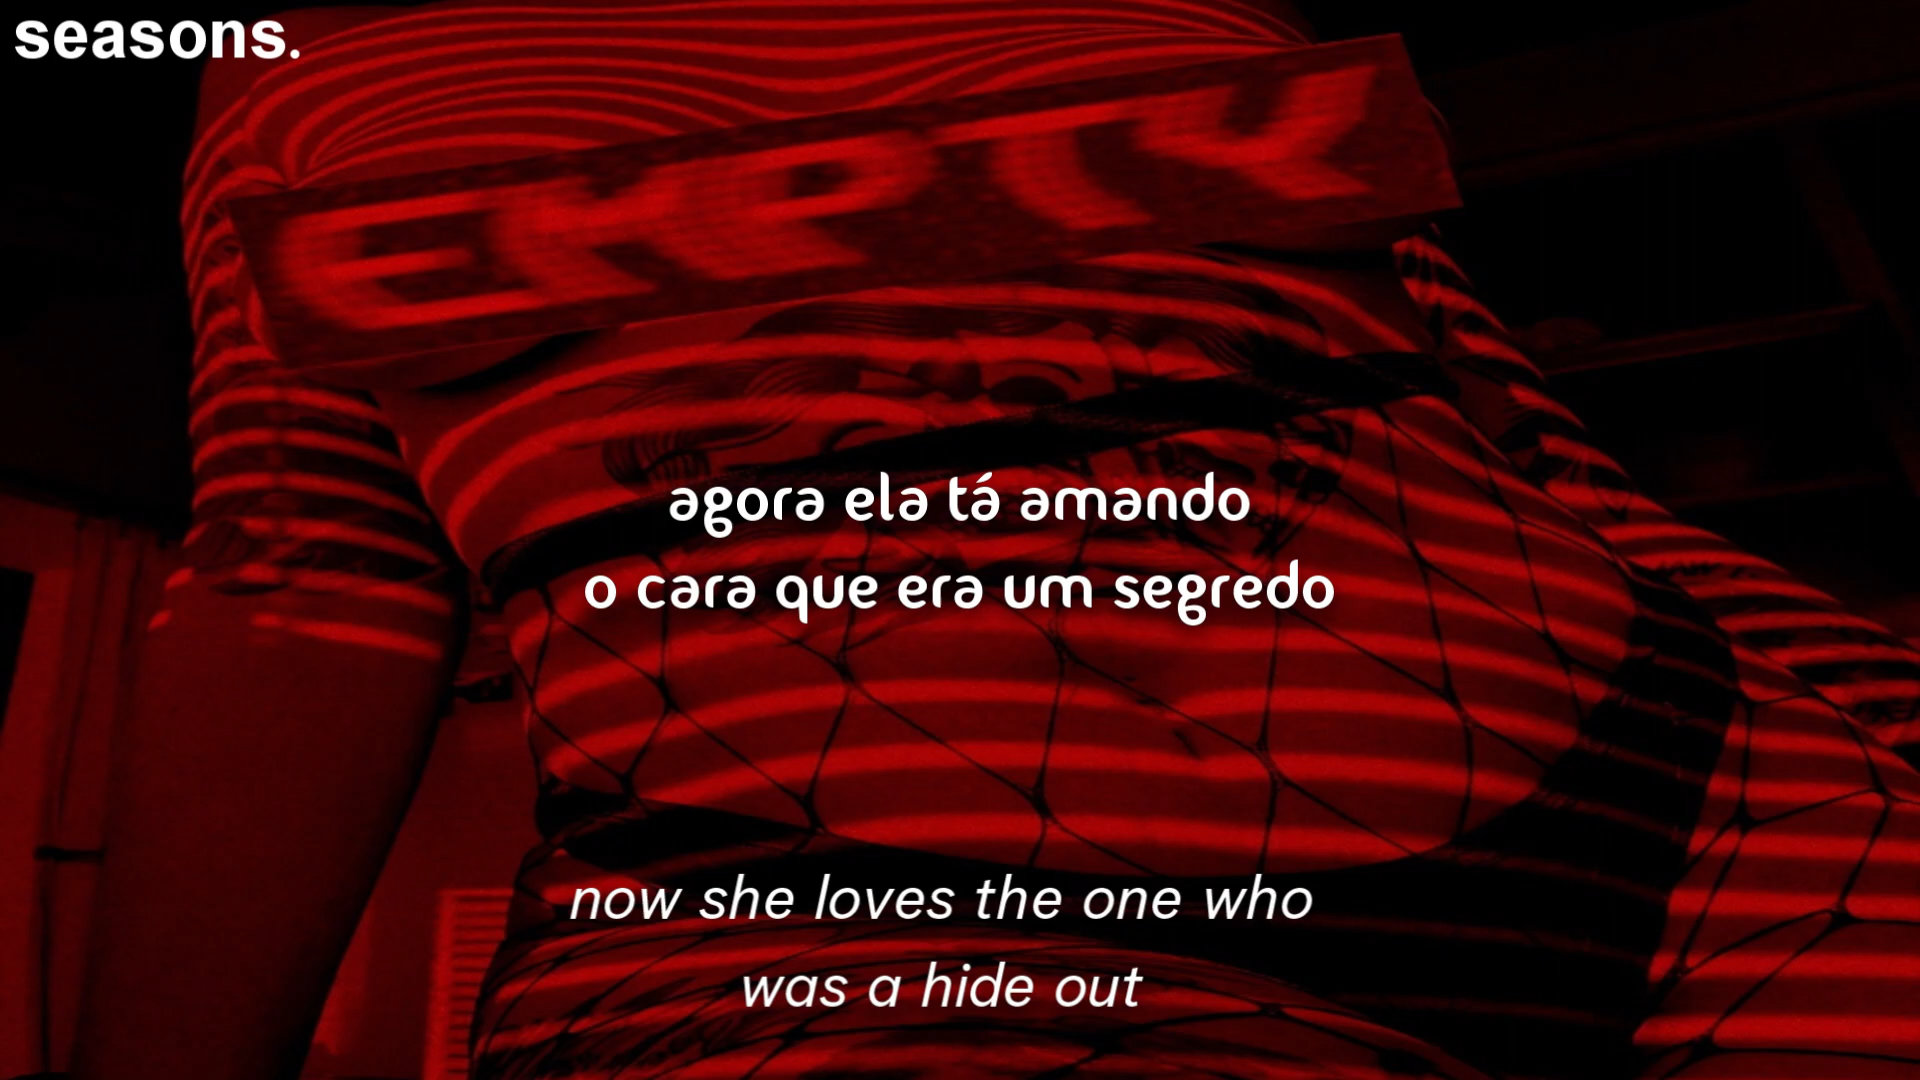 seasons.
EMPTY
agora ela tá amando
o cara que era um segredo
now she loves the one who
was a hide out